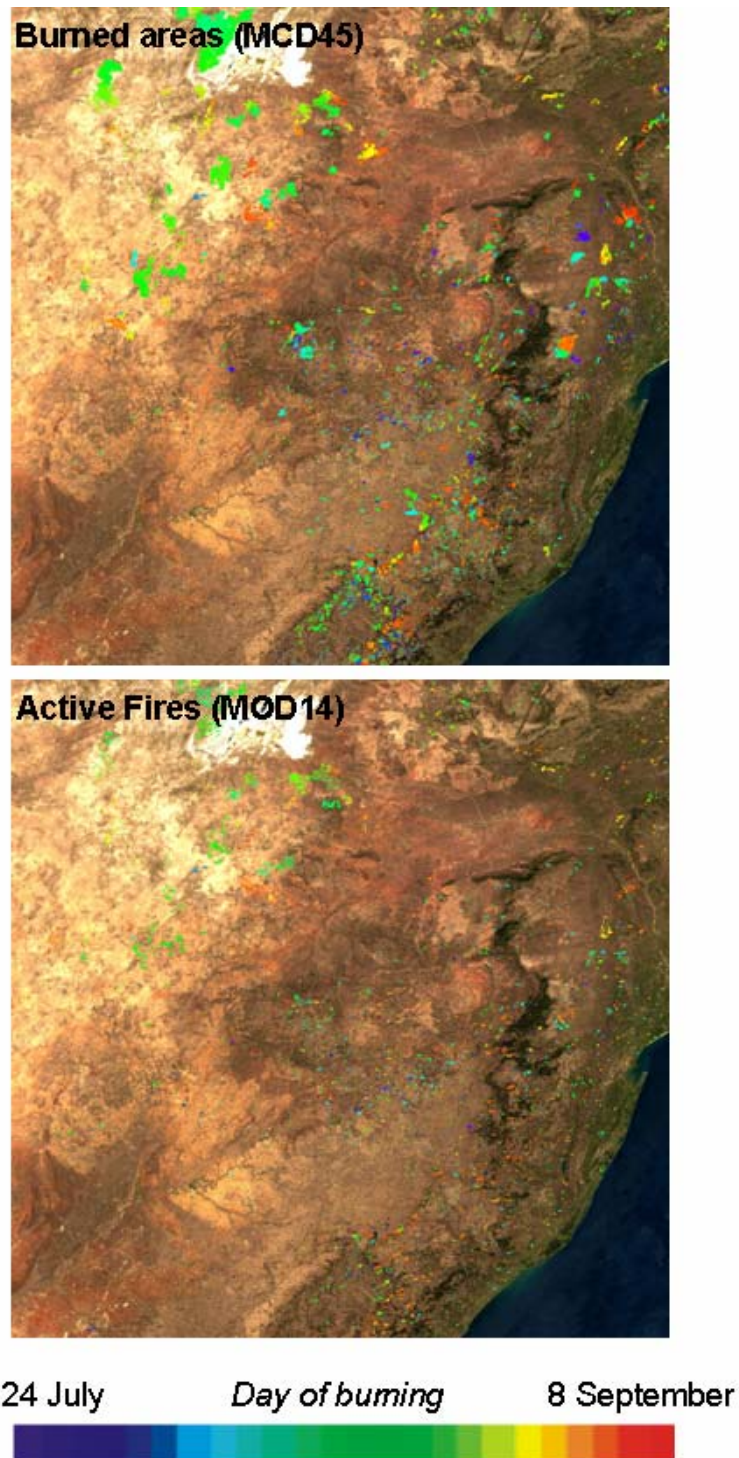 Burned areas (MCD45)
Active Fires (MOD14)
24 July Day of burning 8 September